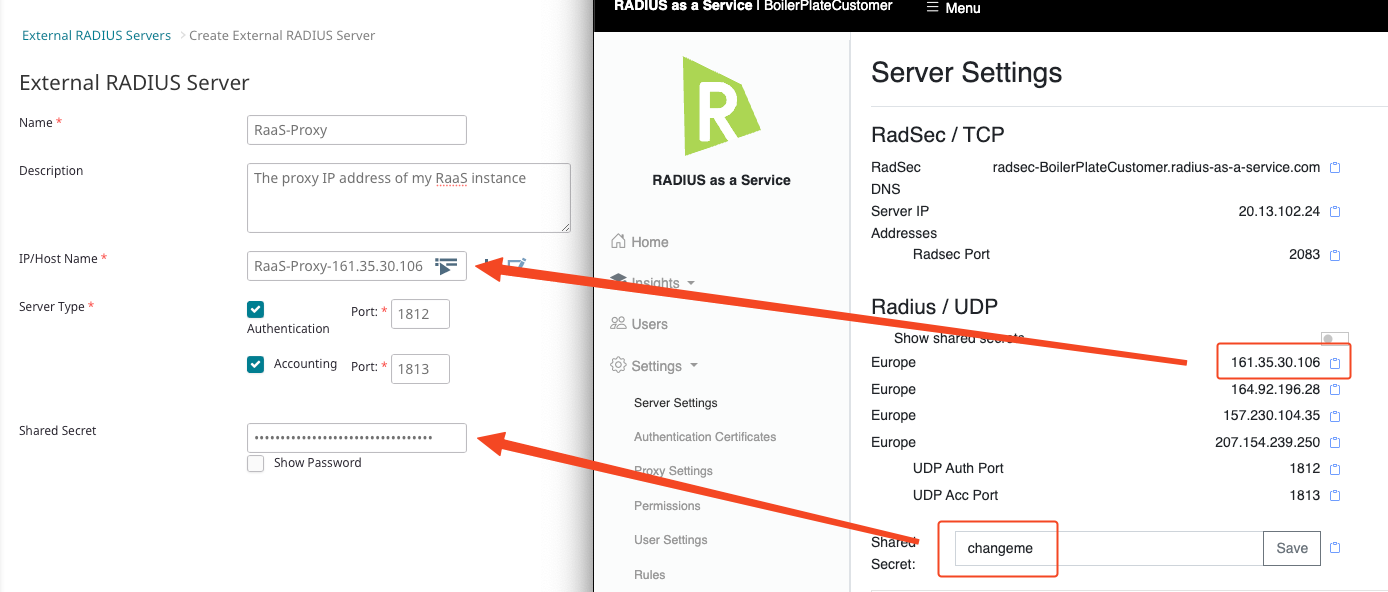 External RADIUS Servers > Create External RADIUS Server
External RADIUS Server
Name *
RaaS-Proxy
Description
The proxy IP address of my RaaS instance
IP/Host Name *
RaaS-Proxy-161.35.30.106
Server Type *
Authentication
Port: * 1812
Accounting
Port: * 1813
Shared Secret
••••••••••••••••••••••••••••••••••
Show Password
RADIUS as a Service | BoilerPlateCustomer
Menu
R
RADIUS as a Service
Home
Insights
Users
Settings
Server Settings
Authentication Certificates
Proxy Settings
Permissions
User Settings
Rules
Server Settings
RadSec / TCP
RadSec DNS
radsec-BoilerPlateCustomer.radius-as-a-service.com
Server IP Addresses
20.13.102.24
Radsec Port 2083
Radius / UDP
Show shared secrets
Europe 161.35.30.106
Europe 164.92.196.28
Europe 157.230.104.35
Europe 207.154.239.250
UDP Auth Port 1812
UDP Acc Port 1813
Shared Secret:
changeme
Save